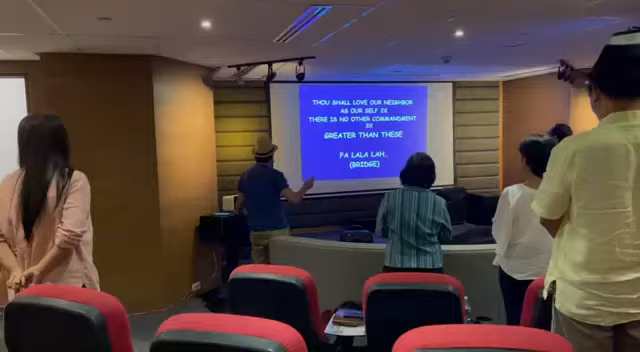 THOU SHALL LOVE OUR NEIGHBOR
AS OUR SELF 2X
THERE IS NO OTHER COMMANDMENT
3X
GREATER THAN THESE
FA LALA LAH..
(BRIDGE)